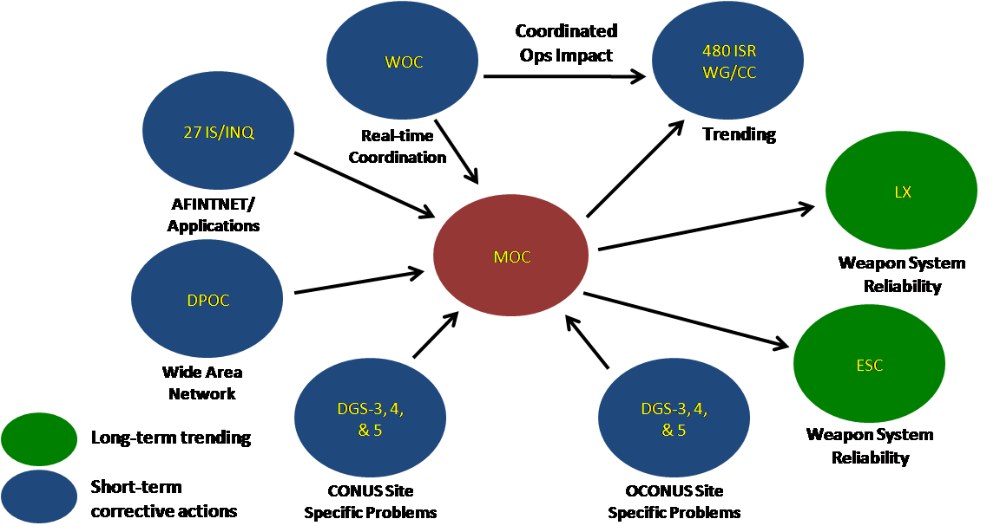 WOC
Coordinated
Ops Impact
480 ISR
WG/CC
Trending
Real-time
Coordination
27 IS/INQ
AFINTNET/
Applications
LX
Weapon System
Reliability
MOC
DPOC
Wide Area
Network
ESC
Weapon System
Reliability
DGS-3, 4,
& 5
CONUS Site
Specific Problems
DGS-3, 4,
& 5
OCONUS Site
Specific Problems
Long-term trending
Short-term
corrective actions